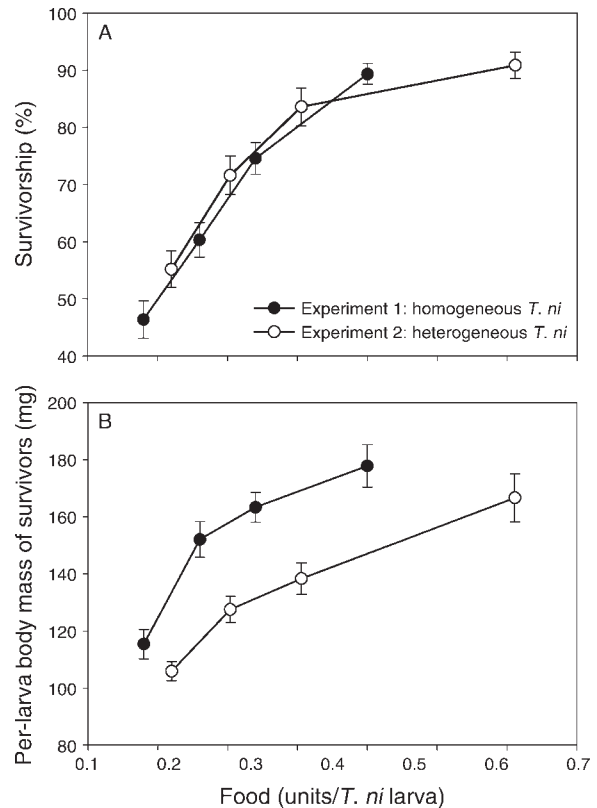 A
100
90
80
70
60
50
40
Survivorship (%)
Experiment 1: homogeneous T. ni
Experiment 2: heterogeneous T. ni
B
200
180
160
140
120
100
80
Per-larva body mass of survivors (mg)
0.1 0.2 0.3 0.4 0.5 0.6 0.7
Food (units/T. ni larva)